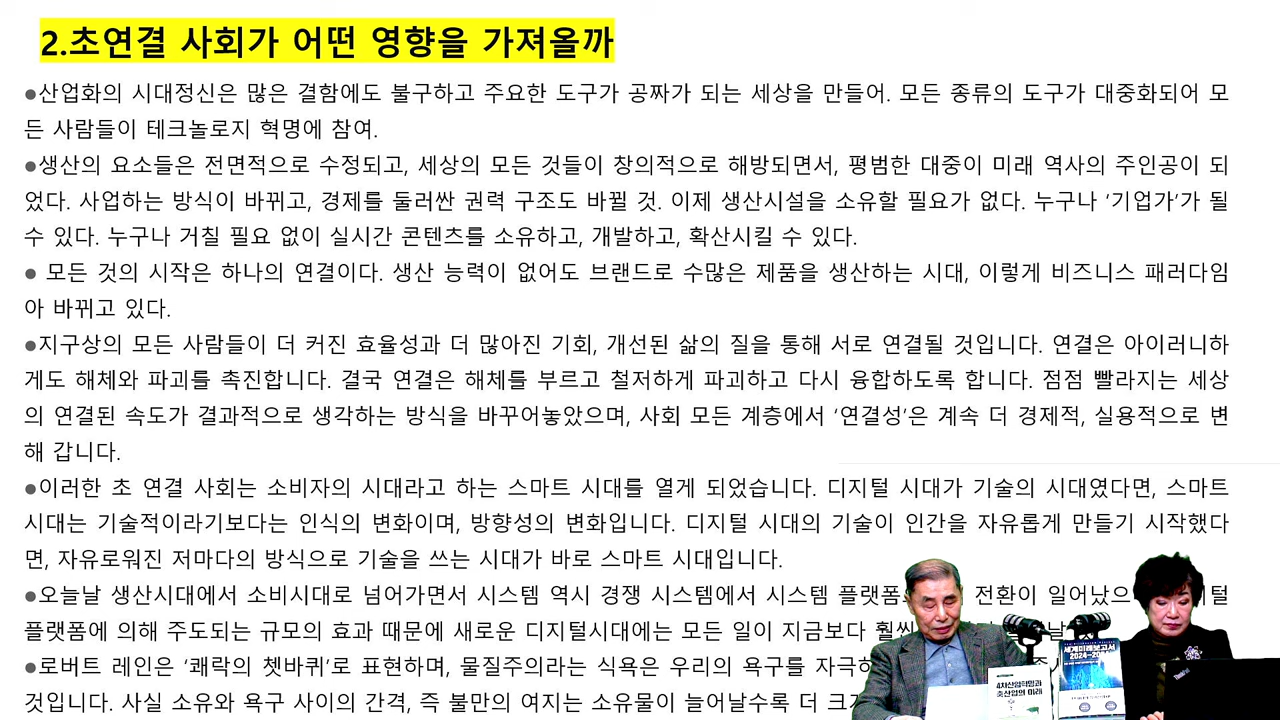 2.초연결 사회가 어떤 영향을 가져올까
●산업화의 시대정신은 많은 결함에도 불구하고 주요한 도구가 공짜가 되는 세상을 만들어. 모든 종류의 도구가 대중화되어 모
든 사람들이 테크놀로지 혁명에 참여.
●생산의 요소들은 전면적으로 수정되고, 세상의 모든 것들이 창의적으로 해방되면서, 평범한 대중이 미래 역사의 주인공이 되
었다. 사업하는 방식이 바뀌고, 경제를 둘러싼 권력 구조도 바뀔 것. 이제 생산시설을 소유할 필요가 없다. 누구나 ‘기업가’가 될
수 있다. 누구나 거칠 필요 없이 실시간 콘텐츠를 소유하고, 개발하고, 확산시킬 수 있다.
● 모든 것의 시작은 하나의 연결이다. 생산 능력이 없어도 브랜드로 수많은 제품을 생산하는 시대, 이렇게 비즈니스 패러다임
아 바뀌고 있다.
●지구상의 모든 사람들이 더 커진 효율성과 더 많아진 기회, 개선된 삶의 질을 통해 서로 연결될 것입니다. 연결은 아이러니하
게도 해체와 파괴를 촉진합니다. 결국 연결은 해체를 부르고 철저하게 파괴하고 다시 융합하도록 합니다. 점점 빨라지는 세상
의 연결된 속도가 결과적으로 생각하는 방식을 바꾸어놓았으며, 사회 모든 계층에서 ‘연결성’은 계속 더 경제적, 실용적으로 변
해 갑니다.
●이러한 초 연결 사회는 소비자의 시대라고 하는 스마트 시대를 열게 되었습니다. 디지털 시대가 기술의 시대였다면, 스마트
시대는 기술적이라기보다는 인식의 변화이며, 방향성의 변화입니다. 디지털 시대의 기술이 인간을 자유롭게 만들기 시작했다
면, 자유로워진 저마다의 방식으로 기술을 쓰는 시대가 바로 스마트 시대입니다.
●오늘날 생산시대에서 소비시대로 넘어가면서 시스템 역시 경쟁 시스템에서 시스템 플랫폼 전환이 일어났으
플랫폼에 의해 주도되는 규모의 효과 때문에 새로운 디지털시대에는 모든 일이 지금보다
●로버트 레인은 ‘쾌락의 쳇바퀴’로 표현하며, 물질주의라는 식욕은 우리의 욕구를
것입니다. 사실 소유와 욕구 사이의 간격, 즉 불만의 여지는 소유물이 늘어날수록 더
세계미래보고서
4차산업혁명과
축산업의 미래